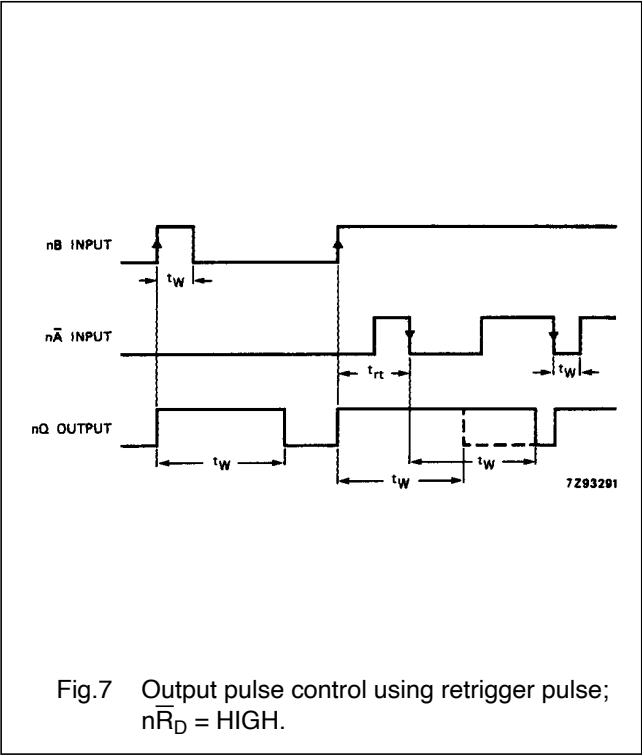 nB INPUT
tW
nA̅ INPUT
trt
tW
nQ OUTPUT
tW
tW
tW
7Z93291
Fig.7 Output pulse control using retrigger pulse;
nR̅D = HIGH.